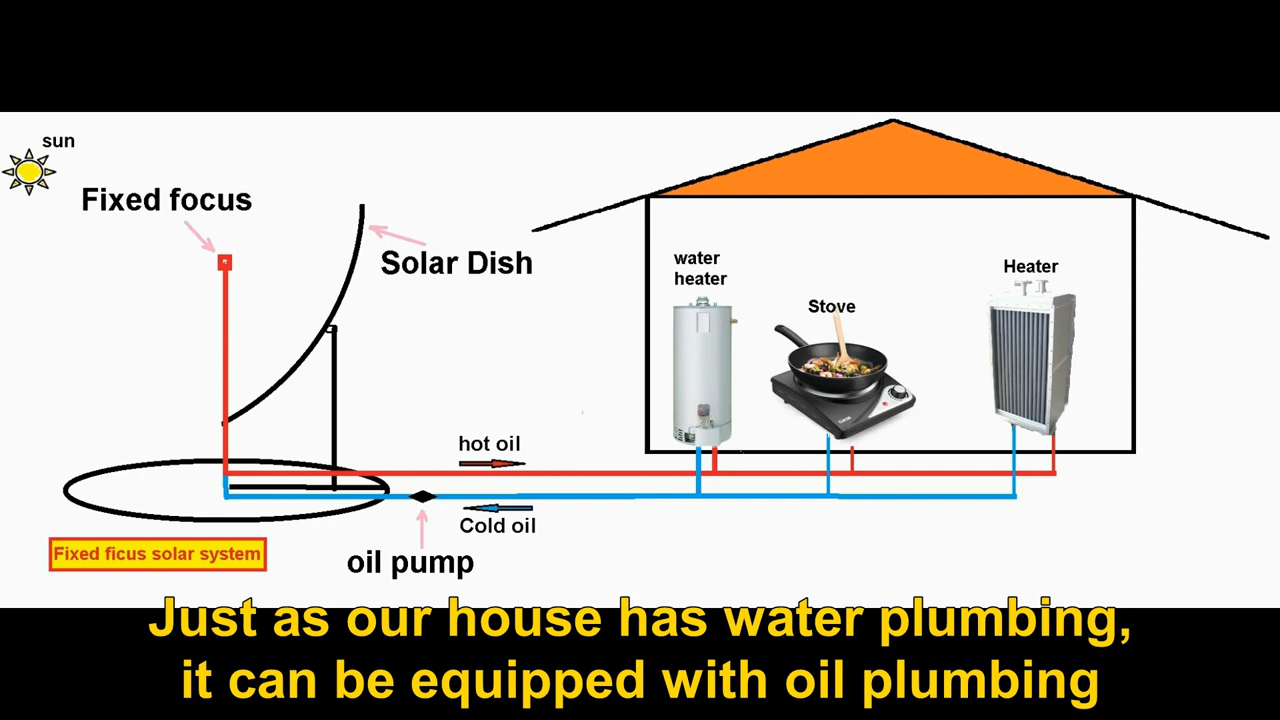 sun
Fixed focus
Solar Dish
water
heater
Stove
Heater
hot oil
Cold oil
oil pump
Fixed ficus solar system
Just as our house has water plumbing,
it can be equipped with oil plumbing